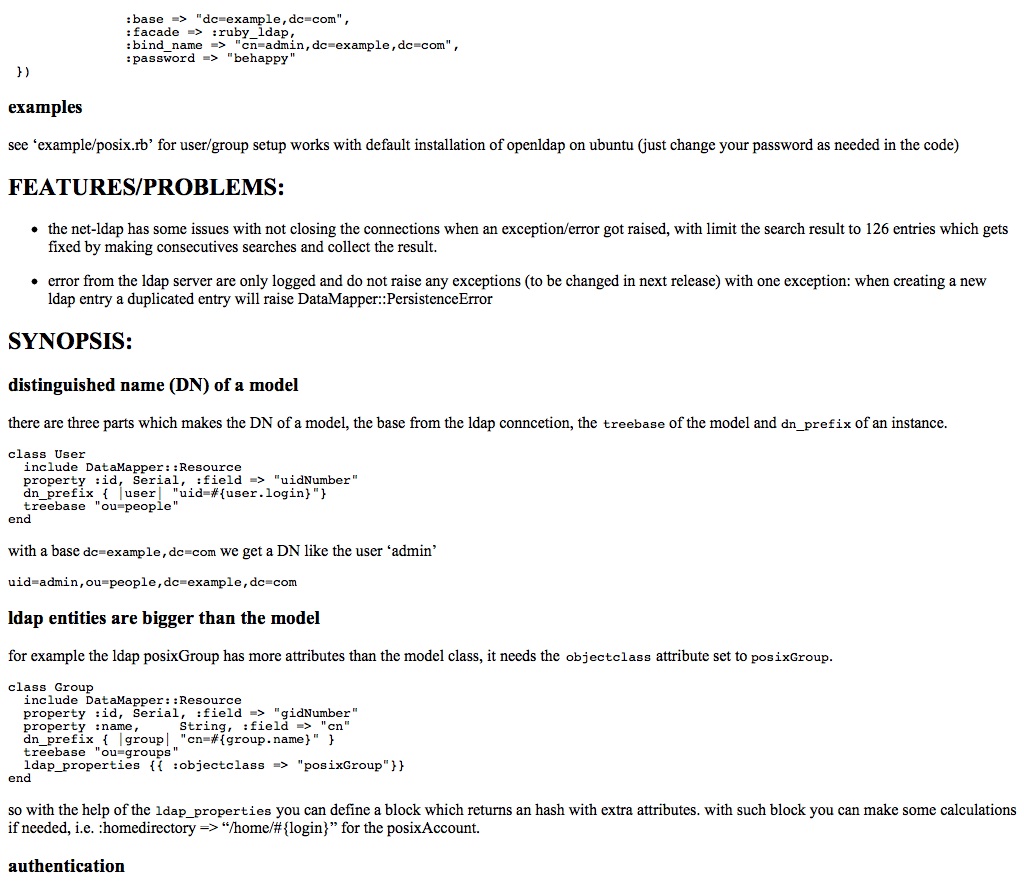 :base => "dc=example,dc=com",
:facade => :ruby_ldap,
:bind_name => "cn=admin,dc=example,dc=com",
:password => "behappy"
})
examples
see ‘example/posix.rb’ for user/group setup works with default installation of openldap on ubuntu (just change your password as needed in the code)
FEATURES/PROBLEMS:
• the net-ldap has some issues with not closing the connections when an exception/error got raised, with limit the search result to 126 entries which gets
fixed by making consecutives searches and collect the result.
• error from the ldap server are only logged and do not raise any exceptions (to be changed in next release) with one exception: when creating a new
ldap entry a duplicated entry will raise DataMapper::PersistenceError
SYNOPSIS:
distinguished name (DN) of a model
there are three parts which makes the DN of a model, the base from the ldap conncetion, the treebase of the model and dn_prefix of an instance.
class User
include DataMapper::Resource
property :id, Serial, :field => "uidNumber"
dn_prefix { |user| "uid=#{user.login}"}
treebase "ou=people"
end
with a base dc=example,dc=com we get a DN like the user ‘admin’
uid=admin,ou=people,dc=example,dc=com
ldap entities are bigger than the model
for example the ldap posixGroup has more attributes than the model class, it needs the objectclass attribute set to posixGroup.
class Group
include DataMapper::Resource
property :id, Serial, :field => "gidNumber"
property :name,     String, :field => "cn"
dn_prefix { |group| "cn=#{group.name}" }
treebase "ou=groups"
ldap_properties {{ :objectclass => "posixGroup"}}
end
so with the help of the ldap_properties you can define a block which returns an hash with extra attributes. with such block you can make some calculations
if needed, i.e. :homedirectory => “/home/#{login}” for the posixAccount.
authentication